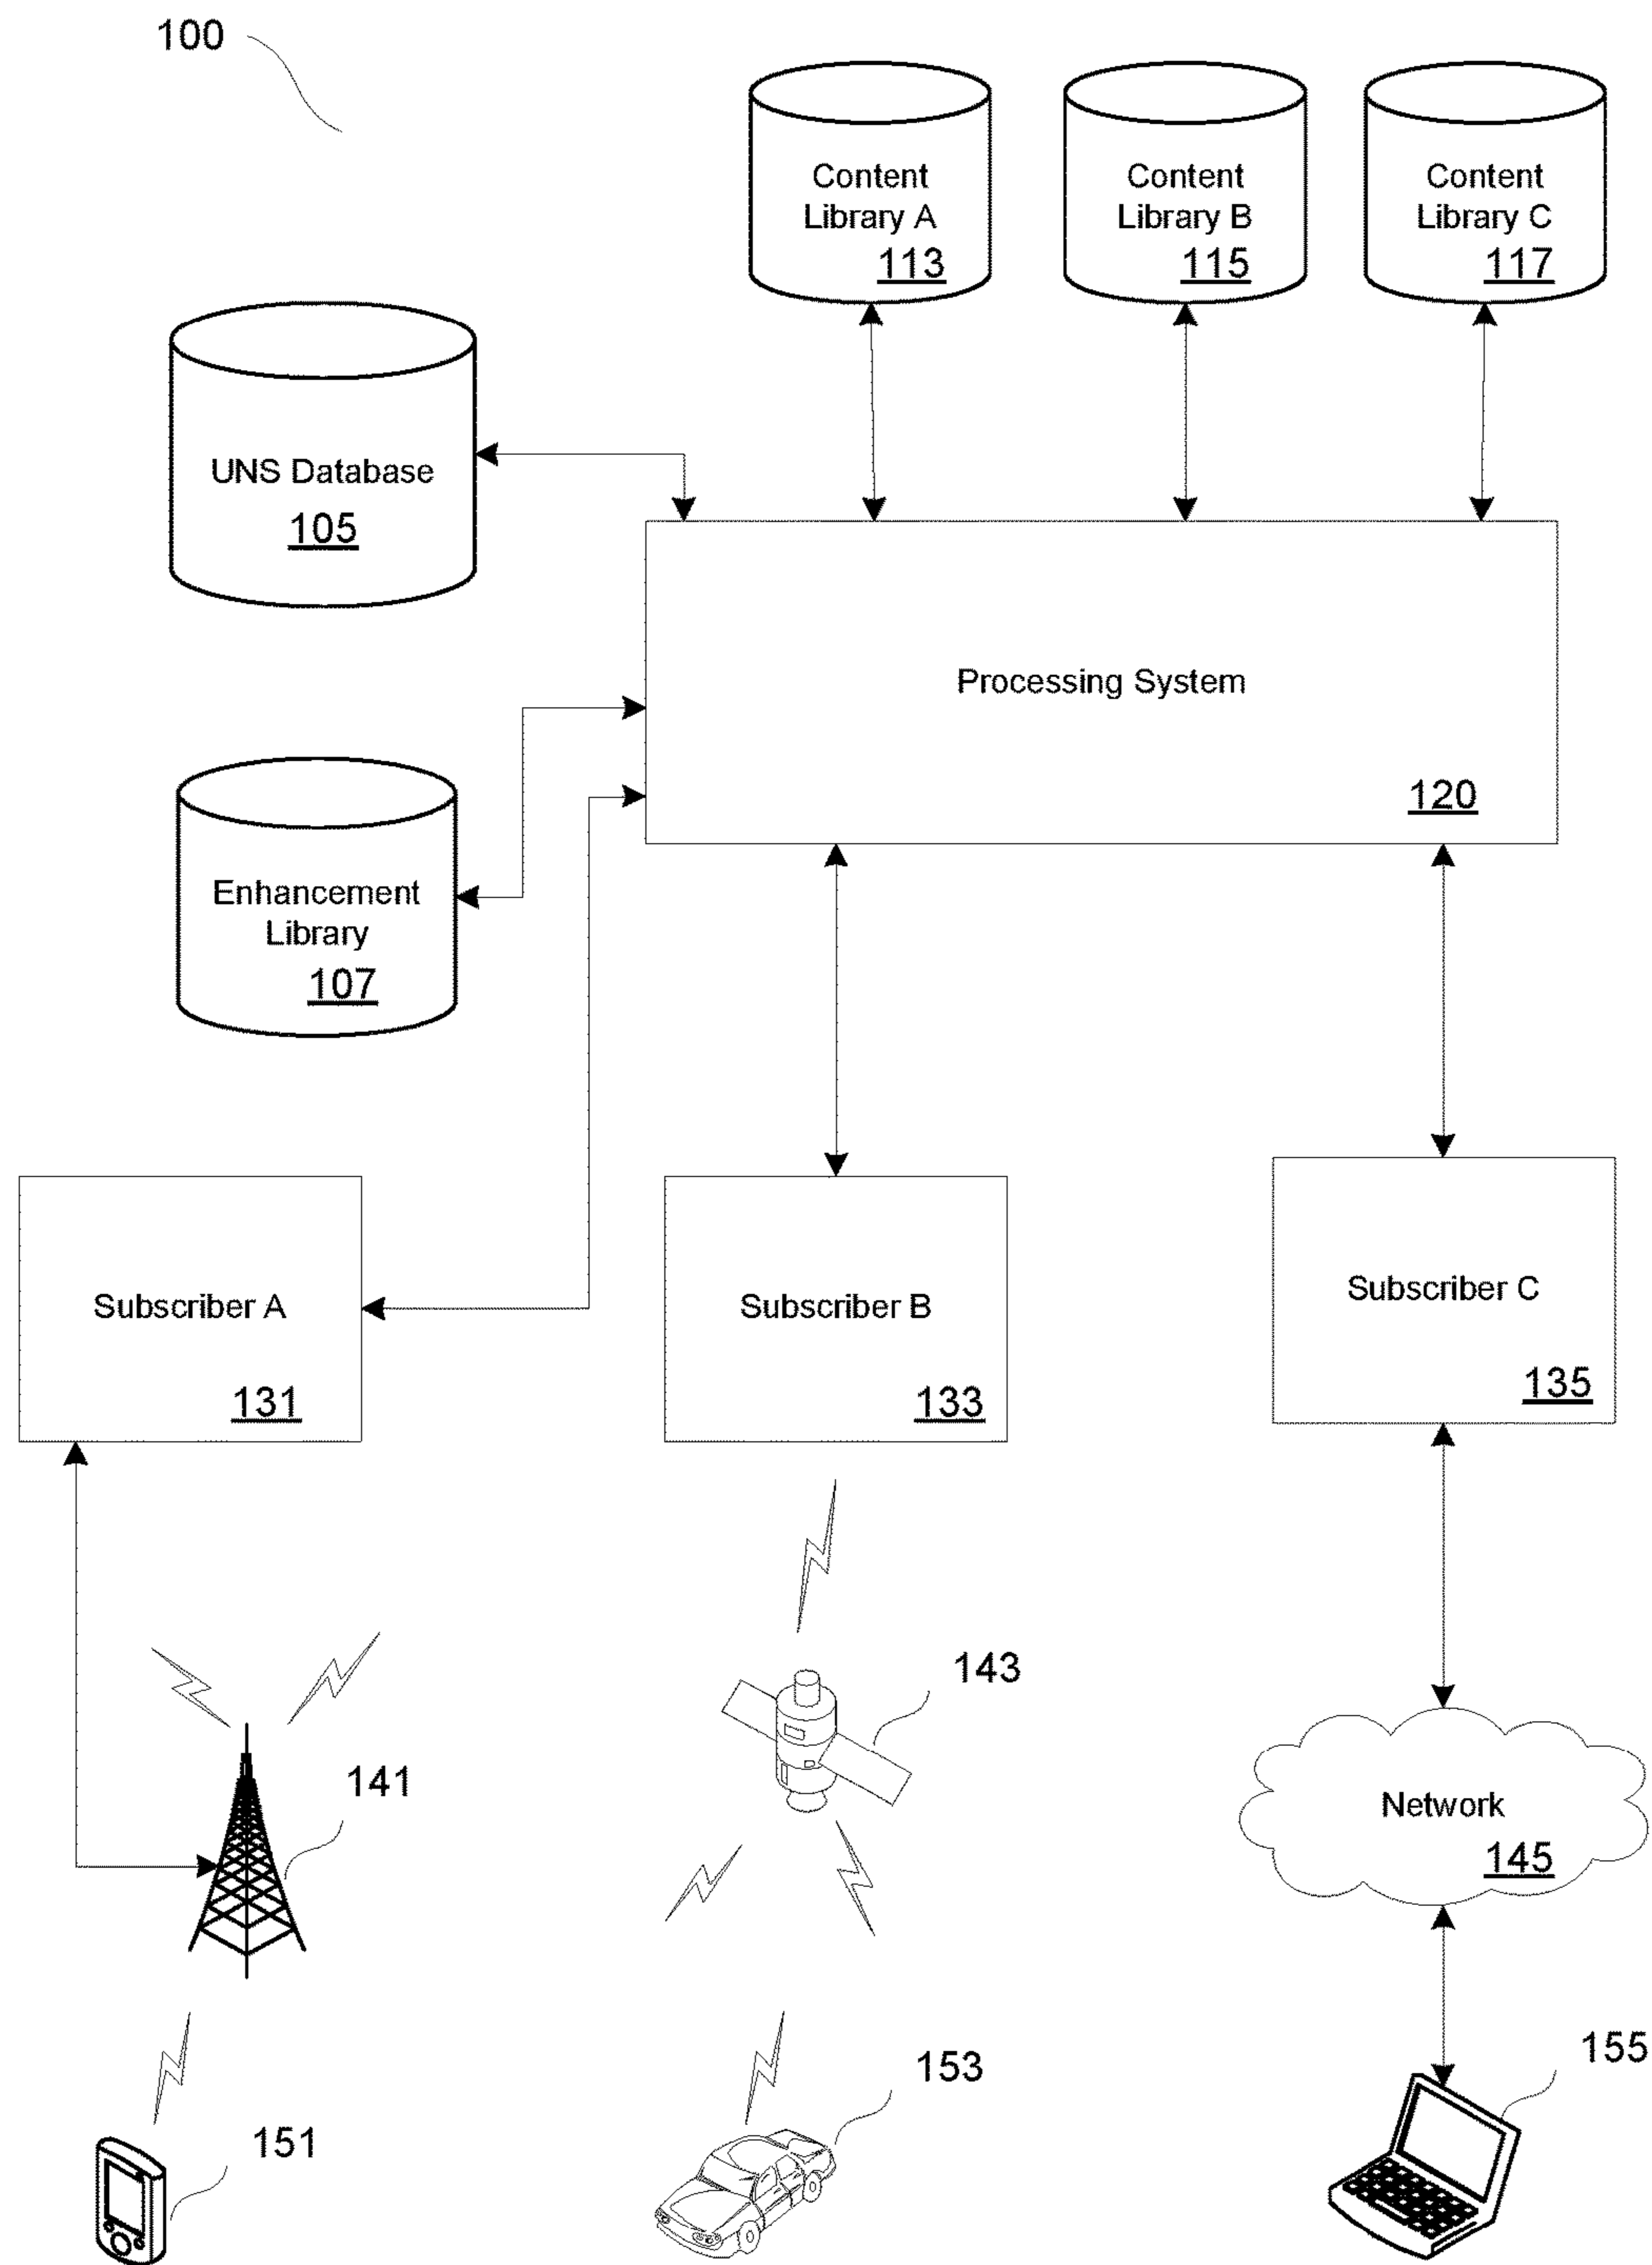 100
Content
Library A
113
Content
Library B
115
Content
Library C
117
UNS Database
105
Processing System
120
Enhancement
Library
107
Subscriber A
131
Subscriber B
133
Subscriber C
135
143
141
Network
145
155
153
151